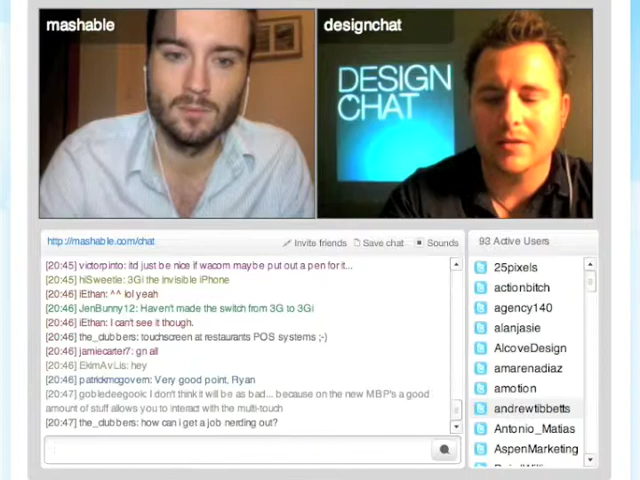 mashable
designchat
DESIGN
CHAT
http://mashable.com/chat
Invite friends
Save chat
Sounds
93 Active Users
[20:45] victorpinto: itd just be nice if wacom maybe put out a pen for it...
[20:45] hiSweetie: 3Gi the Invisible iPhone
[20:46] iEthan: ^^ lol yeah
[20:46] JenBunny12: Haven't made the switch from 3G to 3Gi
[20:46] iEthan: I can't see it though.
[20:46] the_dubbers: touchscreen at restaurants POS systems ;-)
[20:46] jamiecarter7: gn all
[20:46] EkimAvLis: hey
[20:46] patrickmcgovern: Very good point, Ryan
[20:47] gobledeegook: I don't think it will be as bad... because on the new MBP's a good
amount of stuff allows you to interact with the multi-touch
[20:47] the_dubbers: how can i get a job nerding out?
25pixels
actionbitch
agency140
alanjasie
AlcoveDesign
amarenadiaz
amotion
andrewtibbetts
Antonio_Matias
AspenMarketing